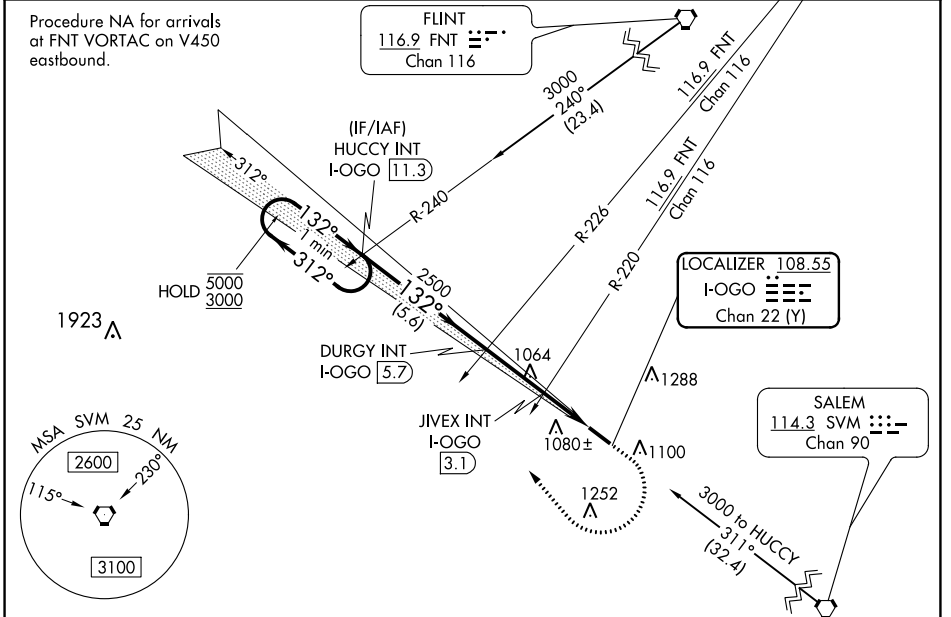 Procedure NA for arrivals
at FNT VORTAC on V450
eastbound.
FLINT
116.9 FNT
Chan 116
3000
240°
(23.4)
116.9 FNT
Chan 116
116.9 FNT
Chan 116
(IF/IAF)
HUCCY INT
I-OGO 11.3
R-240
R-226
R-220
312°
132°
1 min
312°
HOLD 5000
3000
2500
132°
(5.6)
LOCALIZER 108.55
I-OGO
Chan 22 (Y)
1923
DURGY INT
I-OGO 5.7
1064
1288
JIVEX INT
I-OGO
3.1
1080±
1100
SALEM
114.3 SVM
Chan 90
MSA SVM 25 NM
2600
115°
230°
3100
1252
3000 to HUCCY
311°
(32.4)